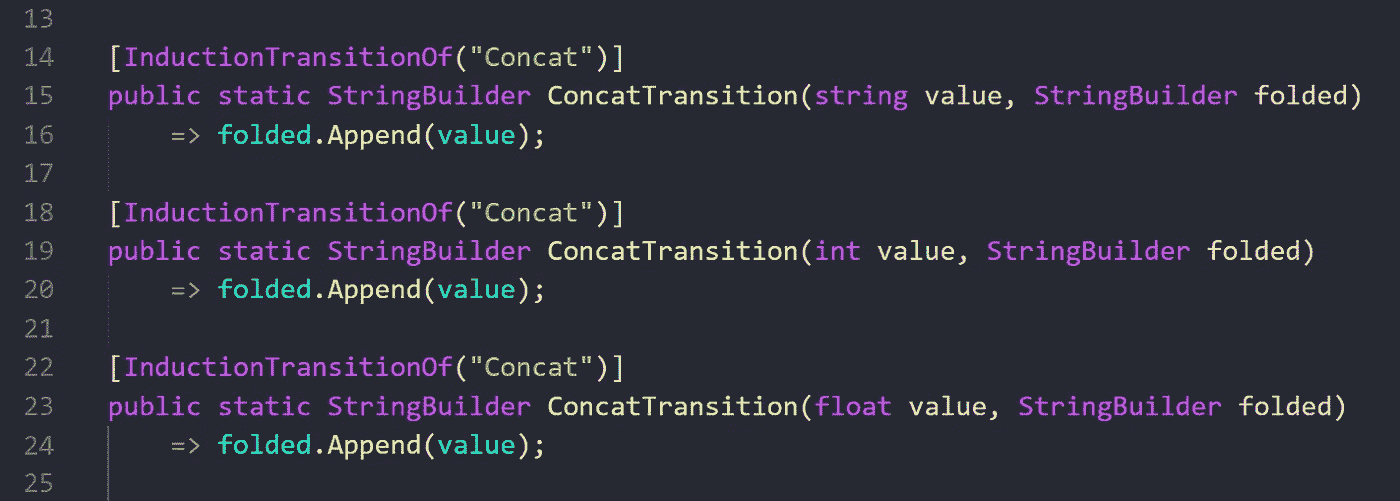 13
14 [InductionTransitionOf("Concat")]
15 public static StringBuilder ConcatTransition(string value, StringBuilder folded)
16     => folded.Append(value);
17
18 [InductionTransitionOf("Concat")]
19 public static StringBuilder ConcatTransition(int value, StringBuilder folded)
20     => folded.Append(value);
21
22 [InductionTransitionOf("Concat")]
23 public static StringBuilder ConcatTransition(float value, StringBuilder folded)
24     => folded.Append(value);
25